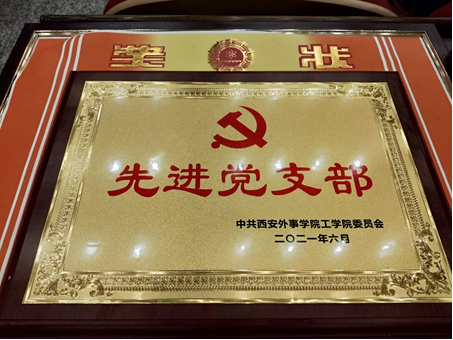 荣 状
先进党支部
中共西安外事学院工学院委员会
二〇二一年六月